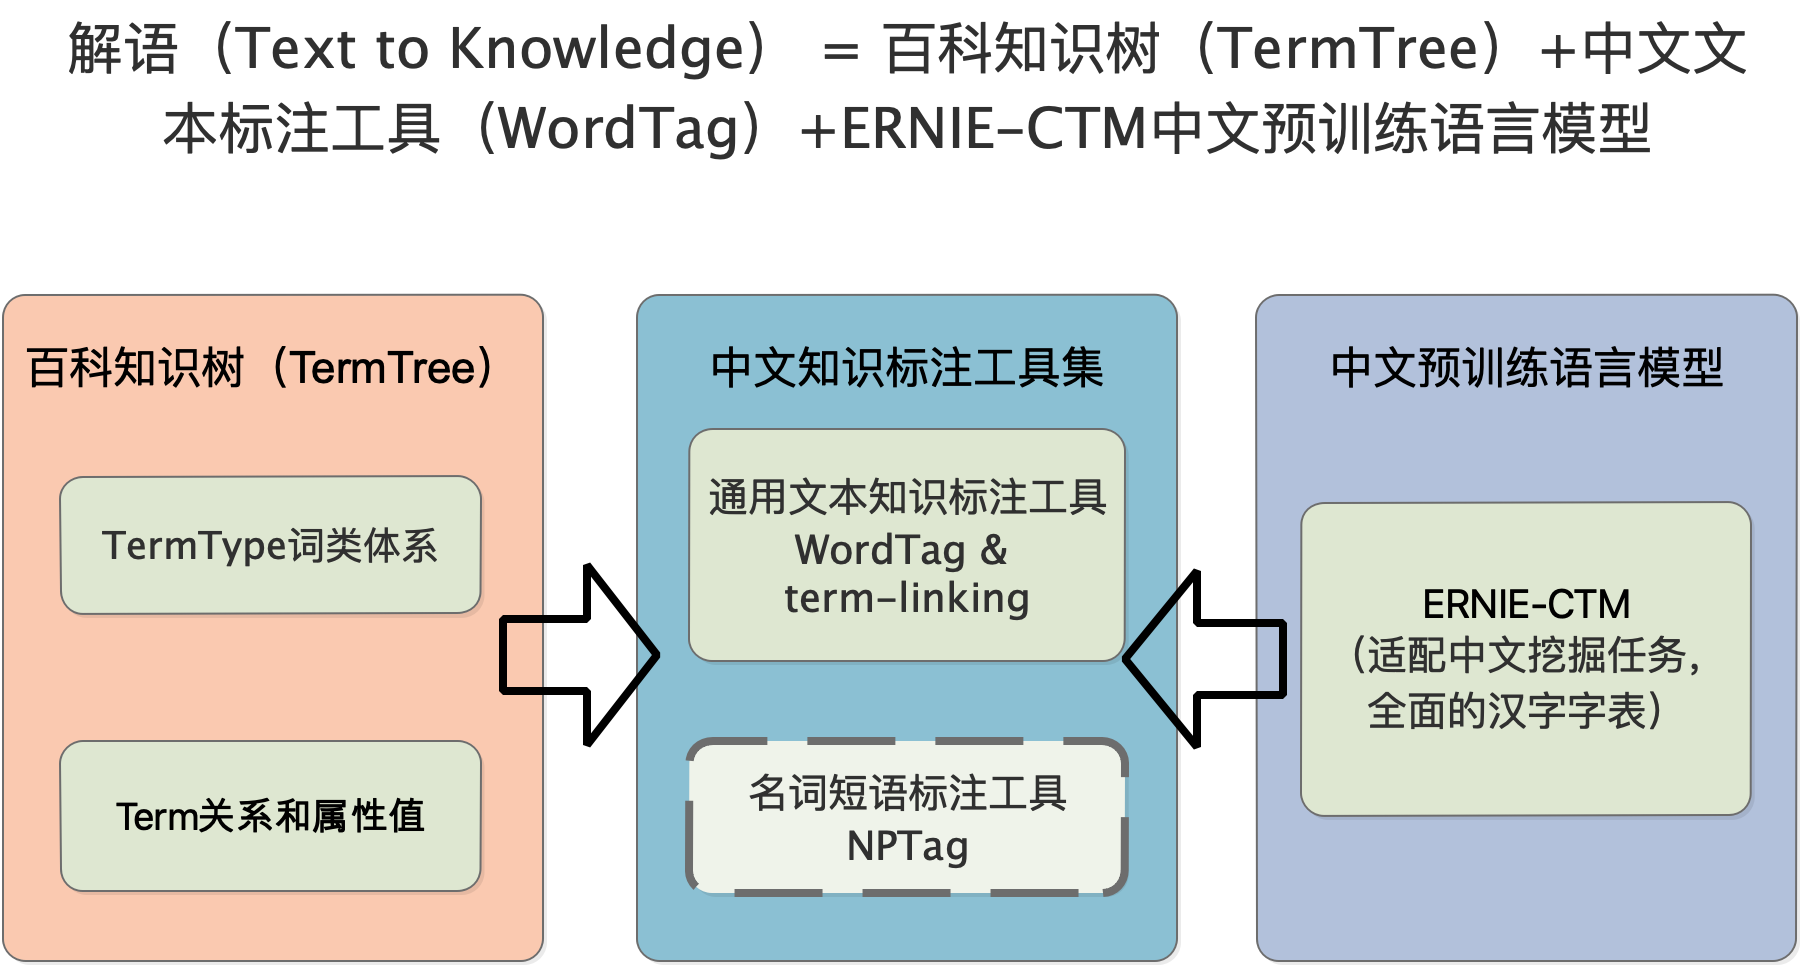 解语（Text to Knowledge） = 百科知识树（TermTree）+中文文
本标注工具（WordTag）+ERNIE-CTM中文预训练语言模型
百科知识树（TermTree）
TermType词类体系
Term关系和属性值
中文知识标注工具集
通用文本知识标注工具
WordTag &
term-linking
名词短语标注工具
NPTag
中文预训练语言模型
ERNIE-CTM
（适配中文挖掘任务，
全面的汉字字表）